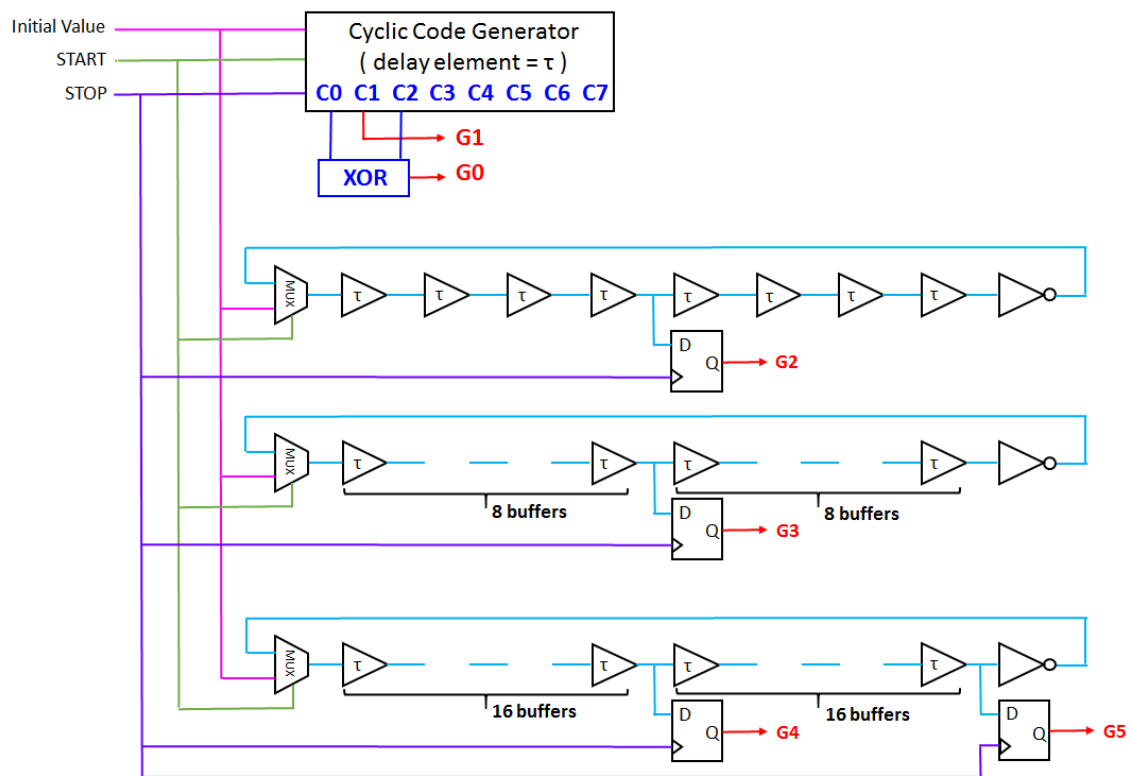 Initial Value
START
STOP
Cyclic Code Generator
( delay element = τ )
C0 C1 C2 C3 C4 C5 C6 C7
G1
XOR
G0
MUX
τ τ τ τ τ τ τ τ
D
Q
G2
MUX
τ τ τ τ
8 buffers
8 buffers
D
Q
G3
MUX
τ τ τ τ
16 buffers
16 buffers
D
Q
G4
D
Q
G5